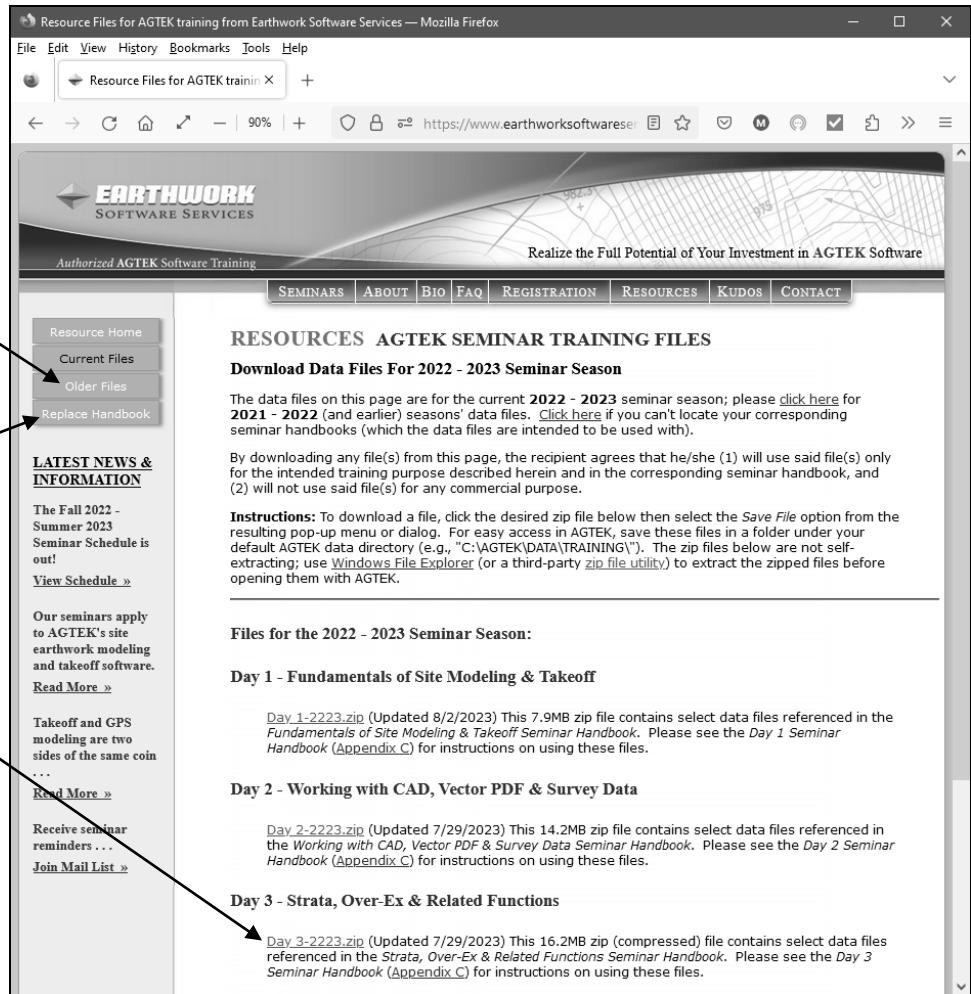 Resource Files for AGTEK training from Earthwork Software Services — Mozilla Firefox
File Edit View History Bookmarks Tools Help
Resource Files for AGTEK trainin
90%
https://www.earthworksoftwareser
EARTHWORK
SOFTWARE SERVICES
982.3
975
Authorized AGTEK Software Training
Realize the Full Potential of Your Investment in AGTEK Software
SEMINARS ABOUT BIO FAQ REGISTRATION RESOURCES KUDOS CONTACT
Resource Home
Current Files
Older Files
Replace Handbook
LATEST NEWS &
INFORMATION
The Fall 2022 -
Summer 2023
Seminar Schedule is
out!
View Schedule »
Our seminars apply
to AGTEK's site
earthwork modeling
and takeoff software.
Read More »
Takeoff and GPS
modeling are two
sides of the same coin
. . .
Read More »
Receive seminar
reminders . . .
Join Mail List »
RESOURCES AGTEK SEMINAR TRAINING FILES
Download Data Files For 2022 - 2023 Seminar Season
The data files on this page are for the current 2022 - 2023 seminar season; please click here for
2021 - 2022 (and earlier) seasons' data files. Click here if you can't locate your corresponding
seminar handbooks (which the data files are intended to be used with).
By downloading any file(s) from this page, the recipient agrees that he/she (1) will use said file(s) only
for the intended training purpose described herein and in the corresponding seminar handbook, and
(2) will not use said file(s) for any commercial purpose.
Instructions: To download a file, click the desired zip file below then select the Save File option from the
resulting pop-up menu or dialog. For easy access in AGTEK, save these files in a folder under your
default AGTEK data directory (e.g., "C:\AGTEK\DATA\TRAINING\"). The zip files below are not self-
extracting; use Windows File Explorer (or a third-party zip file utility) to extract the zipped files before
opening them with AGTEK.
Files for the 2022 - 2023 Seminar Season:
Day 1 - Fundamentals of Site Modeling & Takeoff
Day 1-2223.zip (Updated 8/2/2023) This 7.9MB zip file contains select data files referenced in the
Fundamentals of Site Modeling & Takeoff Seminar Handbook. Please see the Day 1 Seminar
Handbook (Appendix C) for instructions on using these files.
Day 2 - Working with CAD, Vector PDF & Survey Data
Day 2-2223.zip (Updated 7/29/2023) This 14.2MB zip file contains select data files referenced in
the Working with CAD, Vector PDF & Survey Data Seminar Handbook. Please see the Day 2 Seminar
Handbook (Appendix C) for instructions on using these files.
Day 3 - Strata, Over-Ex & Related Functions
Day 3-2223.zip (Updated 7/29/2023) This 16.2MB zip (compressed) file contains select data files
referenced in the Strata, Over-Ex & Related Functions Seminar Handbook. Please see the Day 3
Seminar Handbook (Appendix C) for instructions on using these files.